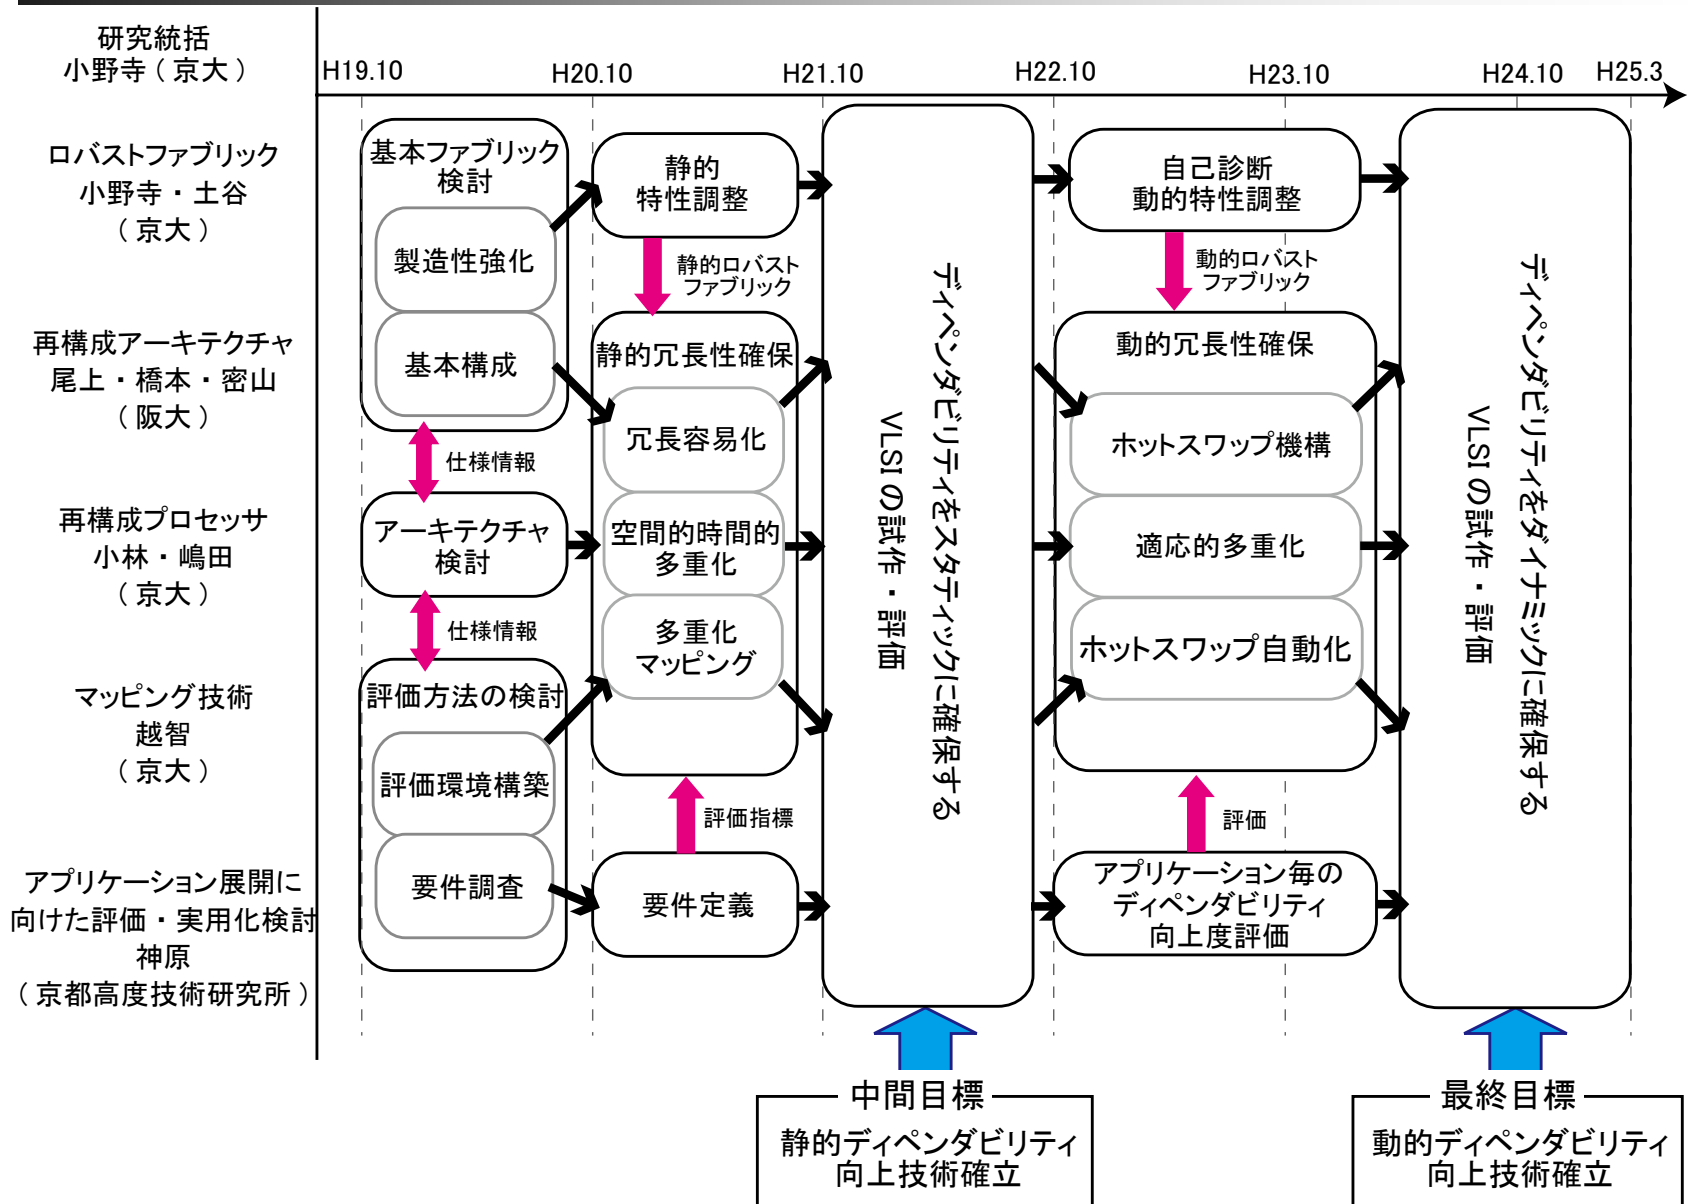 研究統括
小野寺(京大)
H19.10
H20.10
H21.10
H22.10
H23.10
H24.10
H25.3
ロバストファブリック
小野寺・土谷
(京大)
再構成アーキテクチャ
尾上・橋本・密山
(阪大)
再構成プロセッサ
小林・嶋田
(京大)
マッピング技術
越智
(京大)
アプリケーション展開に
向けた評価・実用化検討
神原
(京都高度技術研究所)
基本ファブリック
検討
製造性強化
基本構成
仕様情報
アーキテクチャ
検討
仕様情報
評価方法の検討
評価環境構築
要件調査
静的
特性調整
静的ロバスト
ファブリック
静的冗長性確保
冗長容易化
空間的時間的
多重化
多重化
マッピング
評価指標
要件定義
ディペンダビリティをスタティックに確保する
VLSIの試作・評価
自己診断
動的特性調整
動的ロバスト
ファブリック
動的冗長性確保
ホットスワップ機構
適応的多重化
ホットスワップ自動化
評価
アプリケーション毎の
ディペンダビリティ
向上度評価
ディペンダビリティをダイナミックに確保する
VLSIの試作・評価
中間目標
静的ディペンダビリティ
向上技術確立
最終目標
動的ディペンダビリティ
向上技術確立